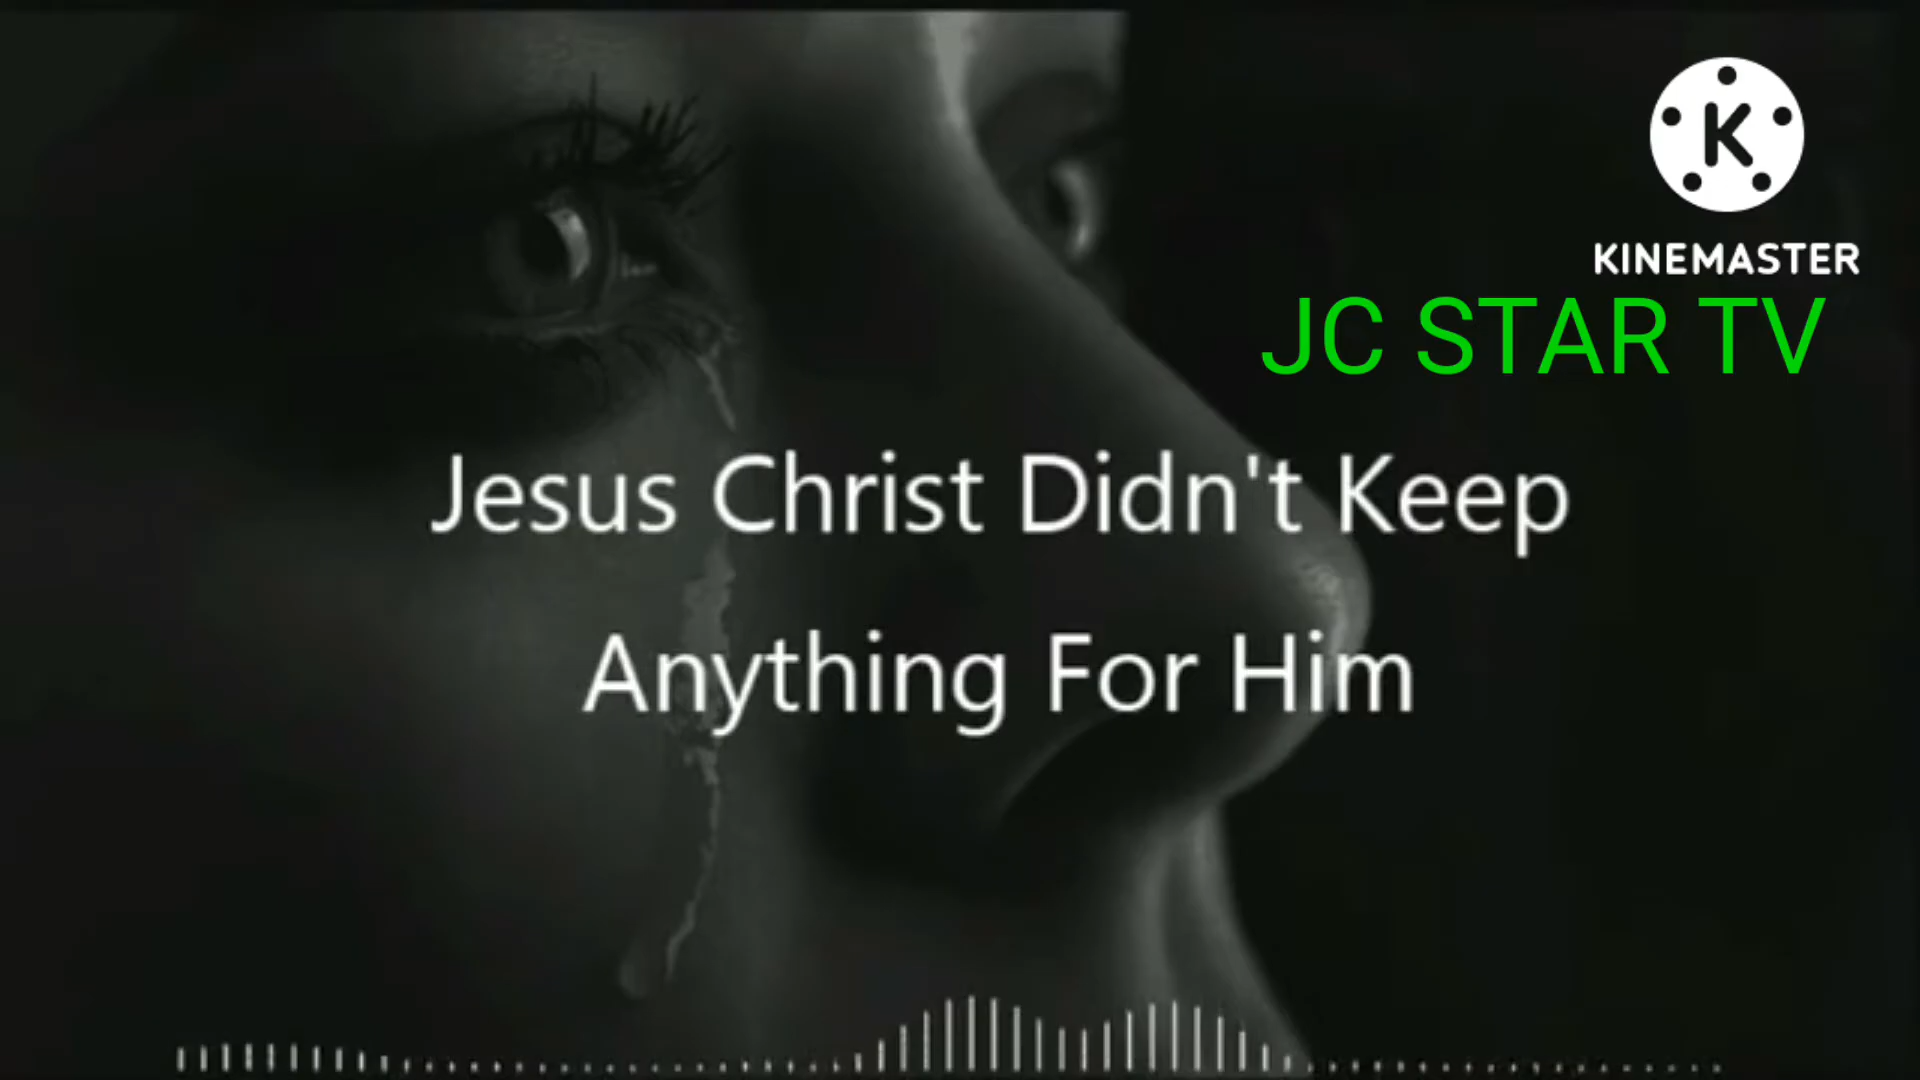 K
KINEMASTER
JC STAR TV
Jesus Christ Didn't Keep
Anything For Him